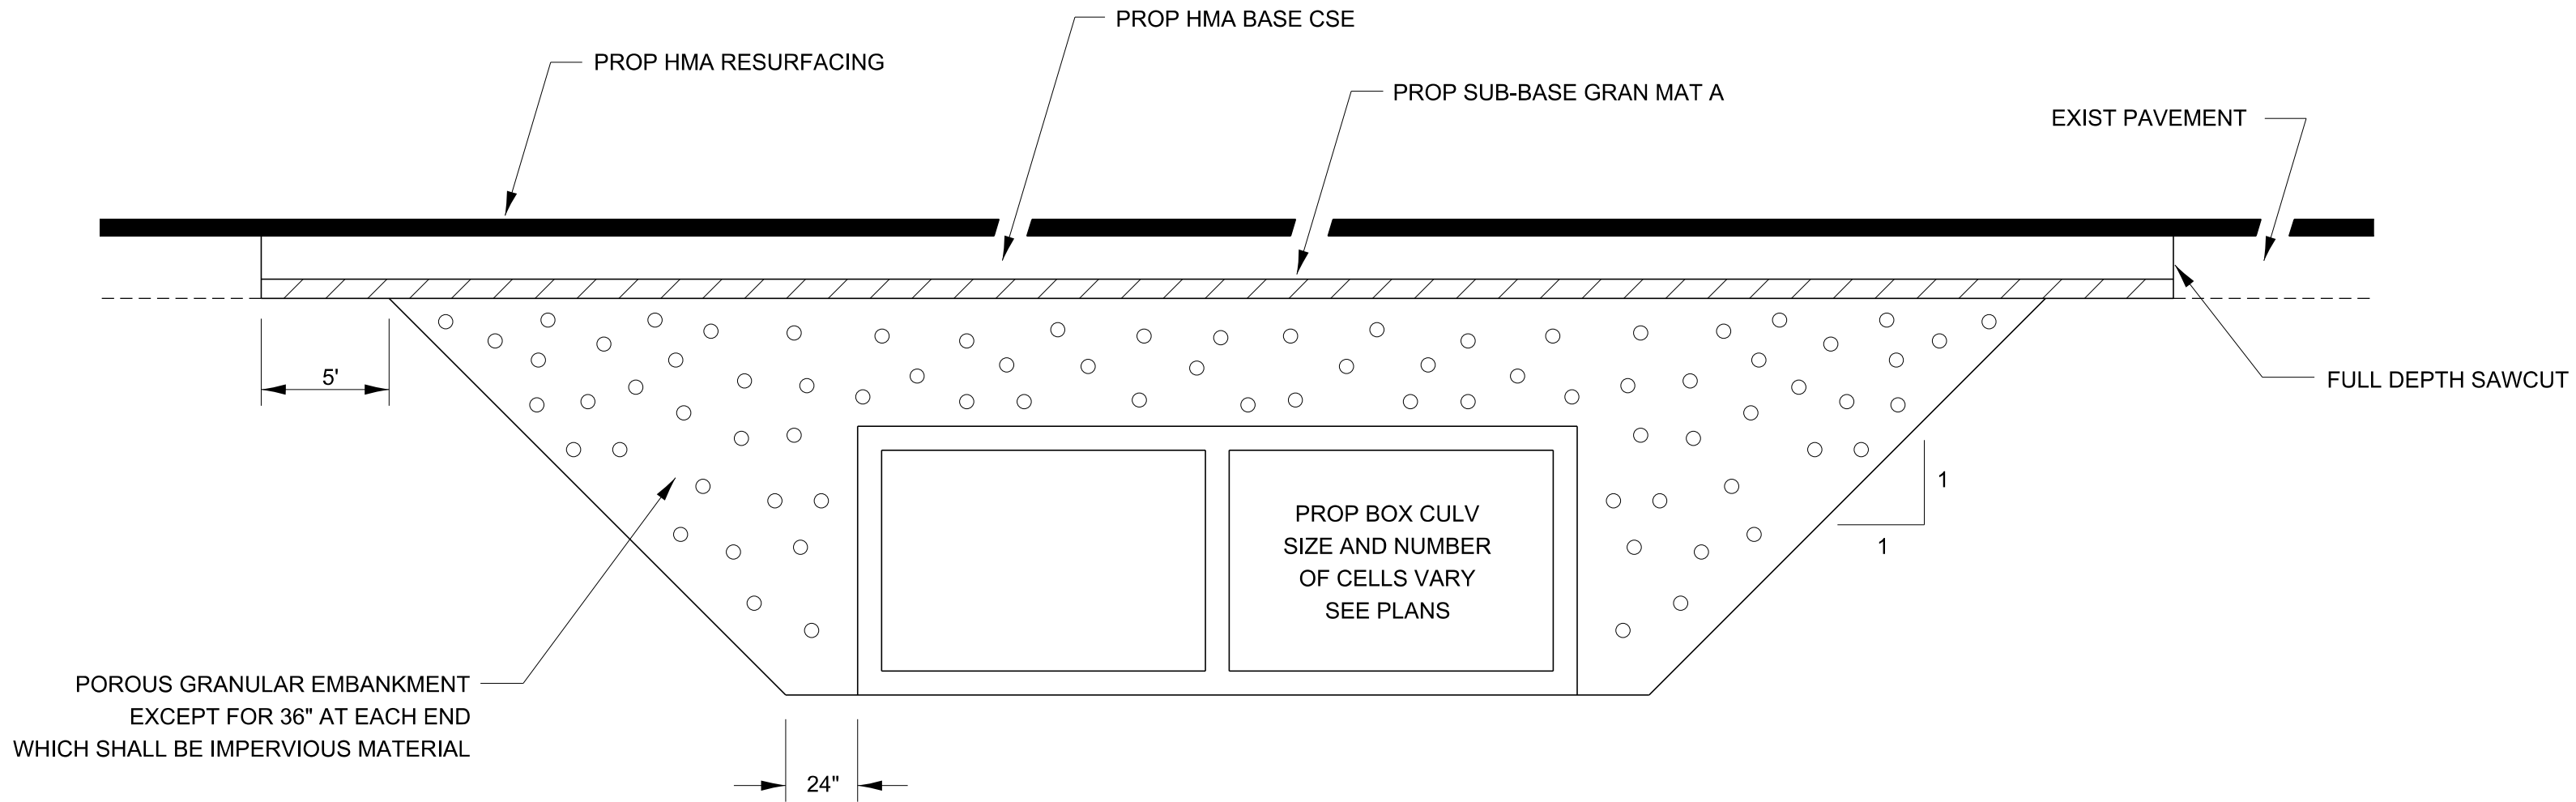 PROP HMA BASE CSE
PROP HMA RESURFACING
PROP SUB-BASE GRAN MAT A
EXIST PAVEMENT
5'
FULL DEPTH SAWCUT
1
1
PROP BOX CULV
SIZE AND NUMBER
OF CELLS VARY
SEE PLANS
POROUS GRANULAR EMBANKMENT
EXCEPT FOR 36" AT EACH END
WHICH SHALL BE IMPERVIOUS MATERIAL
24"